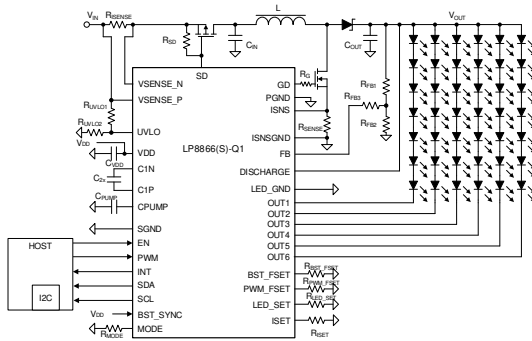 VIN
RISENSE
L
VOUT
RSD
CIN
COUT
SD
RG
GD
VSENSE_N
VSENSE_P
PGND
ISNS
RFB1
RFB3
RUVLO1
RUVLO2
UVLO
RSENSE
ISNSGND
RFB2
FB
VDD
VDD
CVDD
LP8866(S)-Q1
C1N
C2x
C1P
DISCHARGE
LED_GND
CPUMP
CPUMP
OUT1
OUT2
SGND
OUT3
OUT4
HOST
EN
OUT5
PWM
OUT6
INT
BST_FSET
RBST_FSET
SDA
PWM_FSET
RPWM_FSET
I2C
SCL
LED_SET
RLED_SET
VDD
BST_SYNC
ISET
RISET
RMODE
MODE